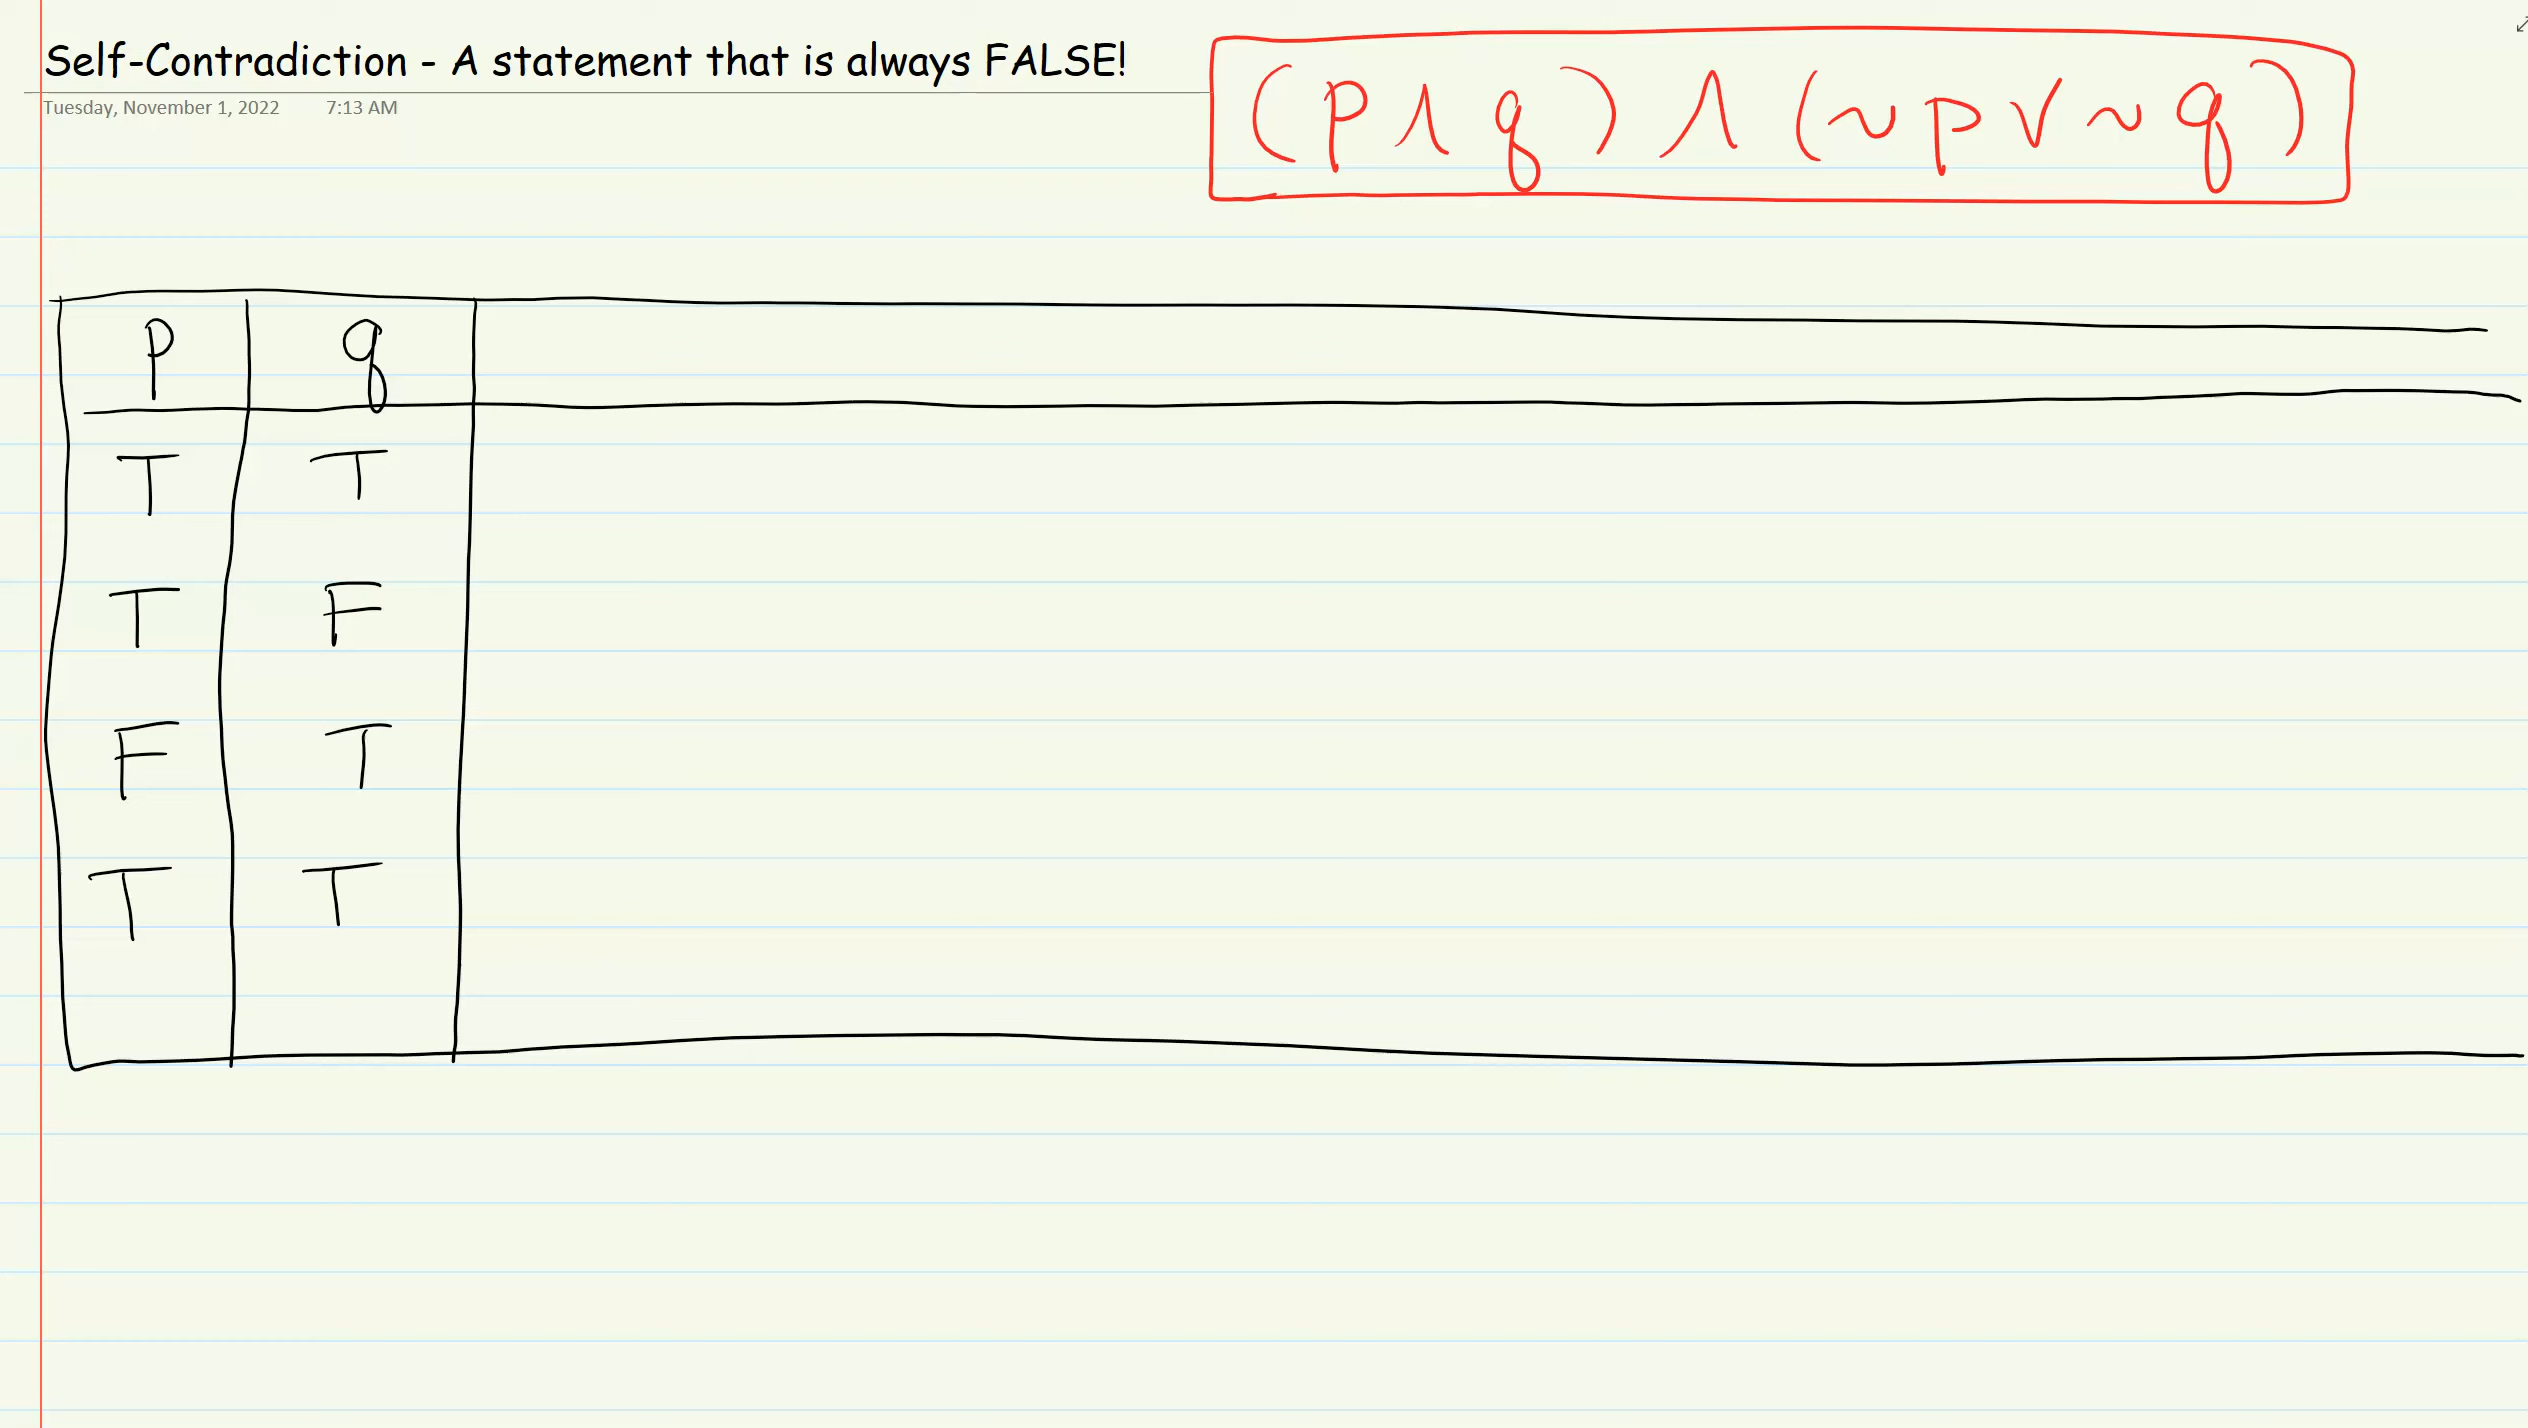 Self-Contradiction - A statement that is always FALSE!
(p ∧ q) ∧ (~p ∨ ~q)
Tuesday, November 1, 2022 7:13 AM
p q
T T
T F
F T
T T